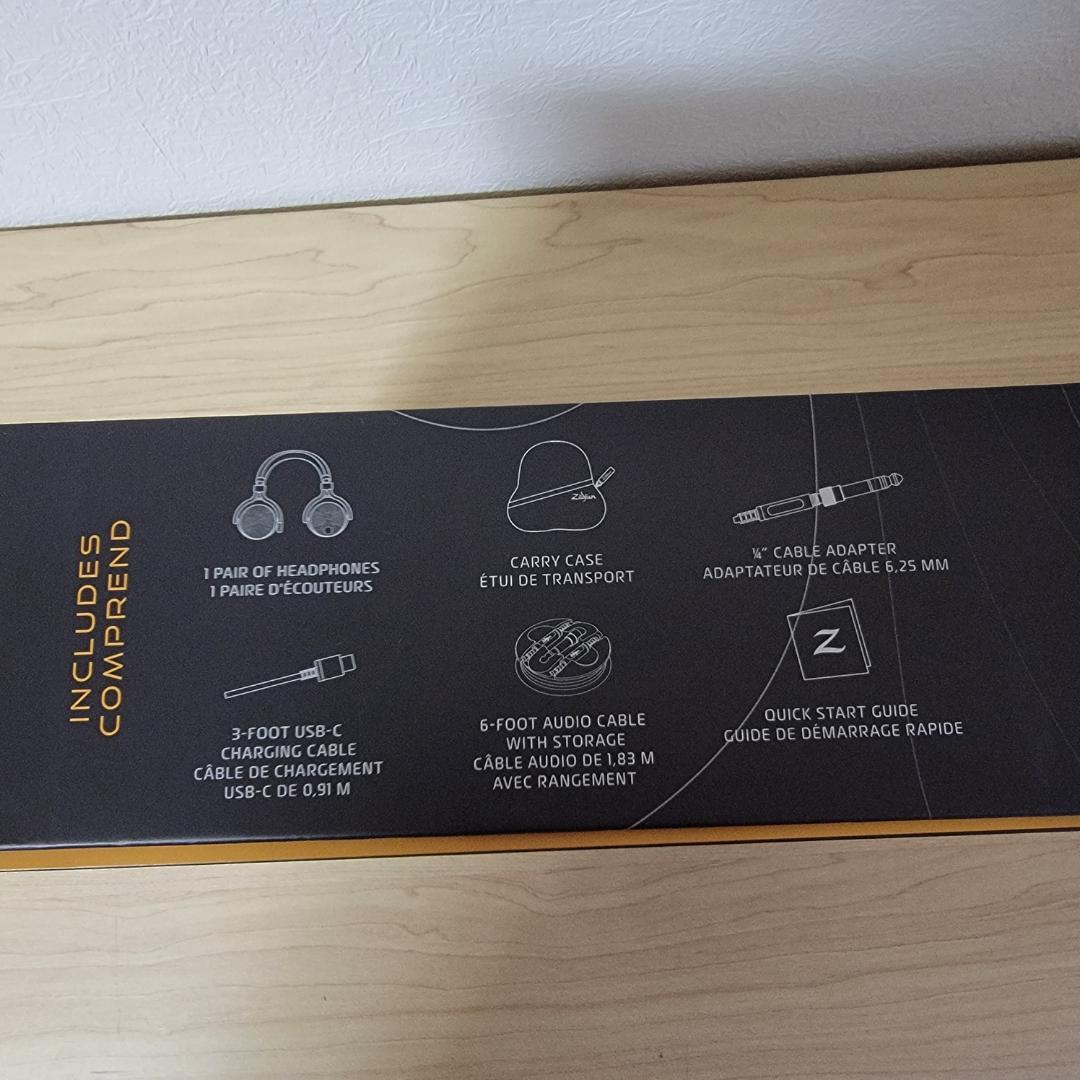 INCLUDES
COMPREND
1 PAIR OF HEADPHONES
1 PAIRE D'ÉCOUTEURS
Zildjian
CARRY CASE
ÉTUI DE TRANSPORT
¼" CABLE ADAPTER
ADAPTATEUR DE CÂBLE 6,25 MM
3-FOOT USB-C
CHARGING CABLE
CÂBLE DE CHARGEMENT
USB-C DE 0,91 M
6-FOOT AUDIO CABLE
WITH STORAGE
CÂBLE AUDIO DE 1,83 M
AVEC RANGEMENT
Z
QUICK START GUIDE
GUIDE DE DÉMARRAGE RAPIDE